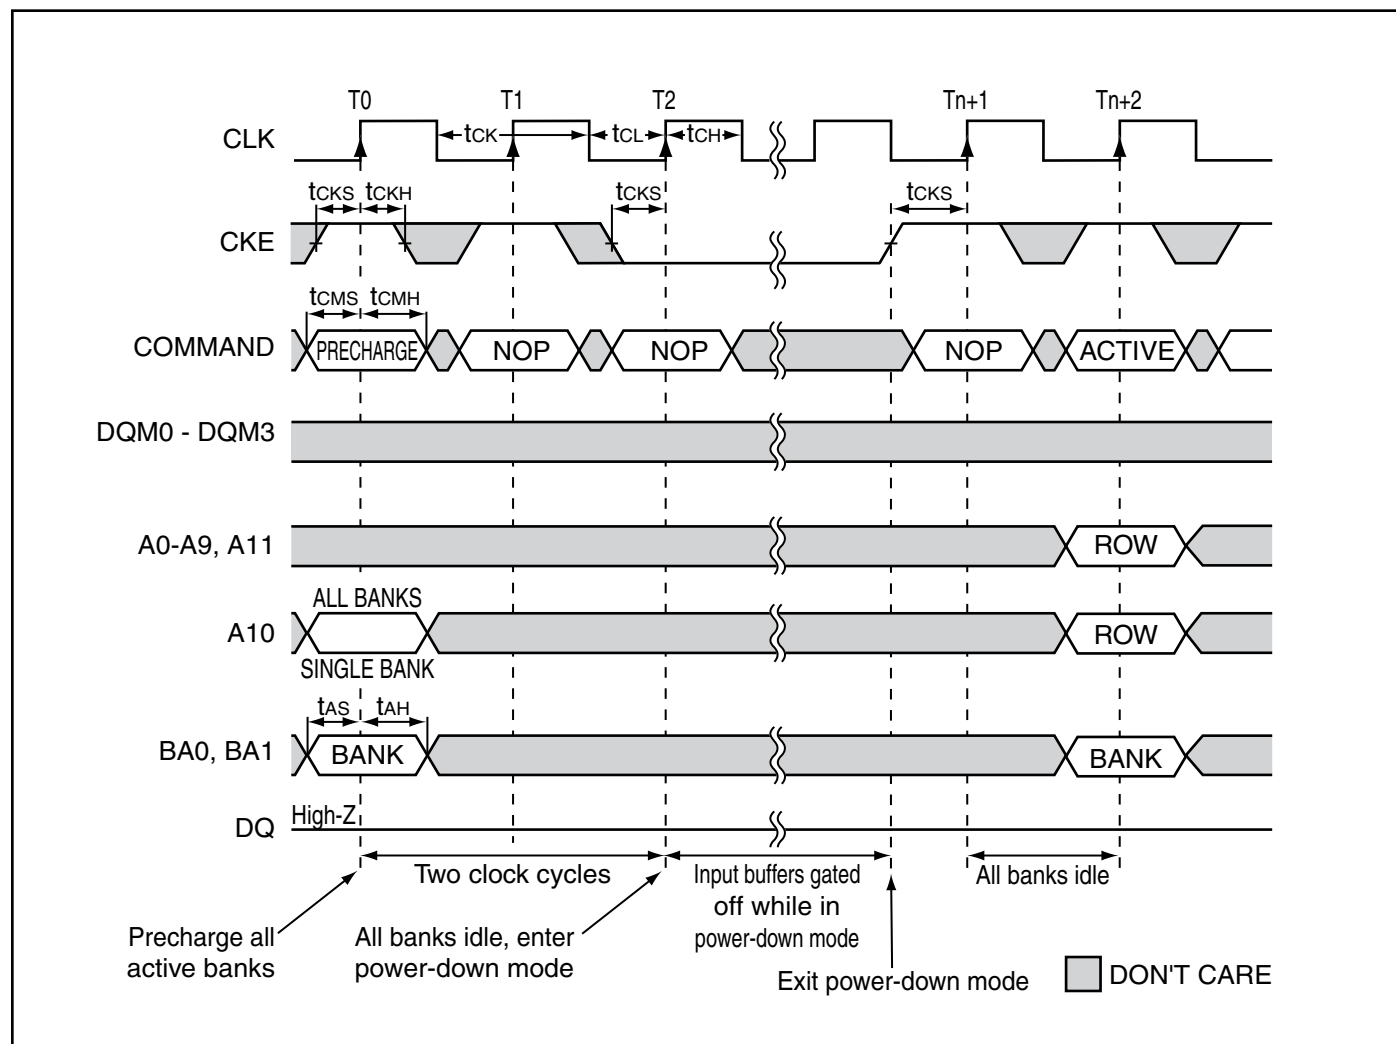 T0 T1 T2 Tn+1 Tn+2
CLK tCK tCL tCH
tCKS tCKH tCKS tCKS
CKE
tCMS tCMH
COMMAND PRECHARGE NOP NOP NOP ACTIVE
DQM0 - DQM3
A0-A9, A11 ROW
ALL BANKS
A10 ROW
SINGLE BANK
tAS tAH
BA0, BA1 BANK BANK
High-Z
DQ
Two clock cycles
Input buffers gated
off while in
power-down mode
All banks idle
Precharge all
active banks
All banks idle, enter
power-down mode
Exit power-down mode
DON'T CARE